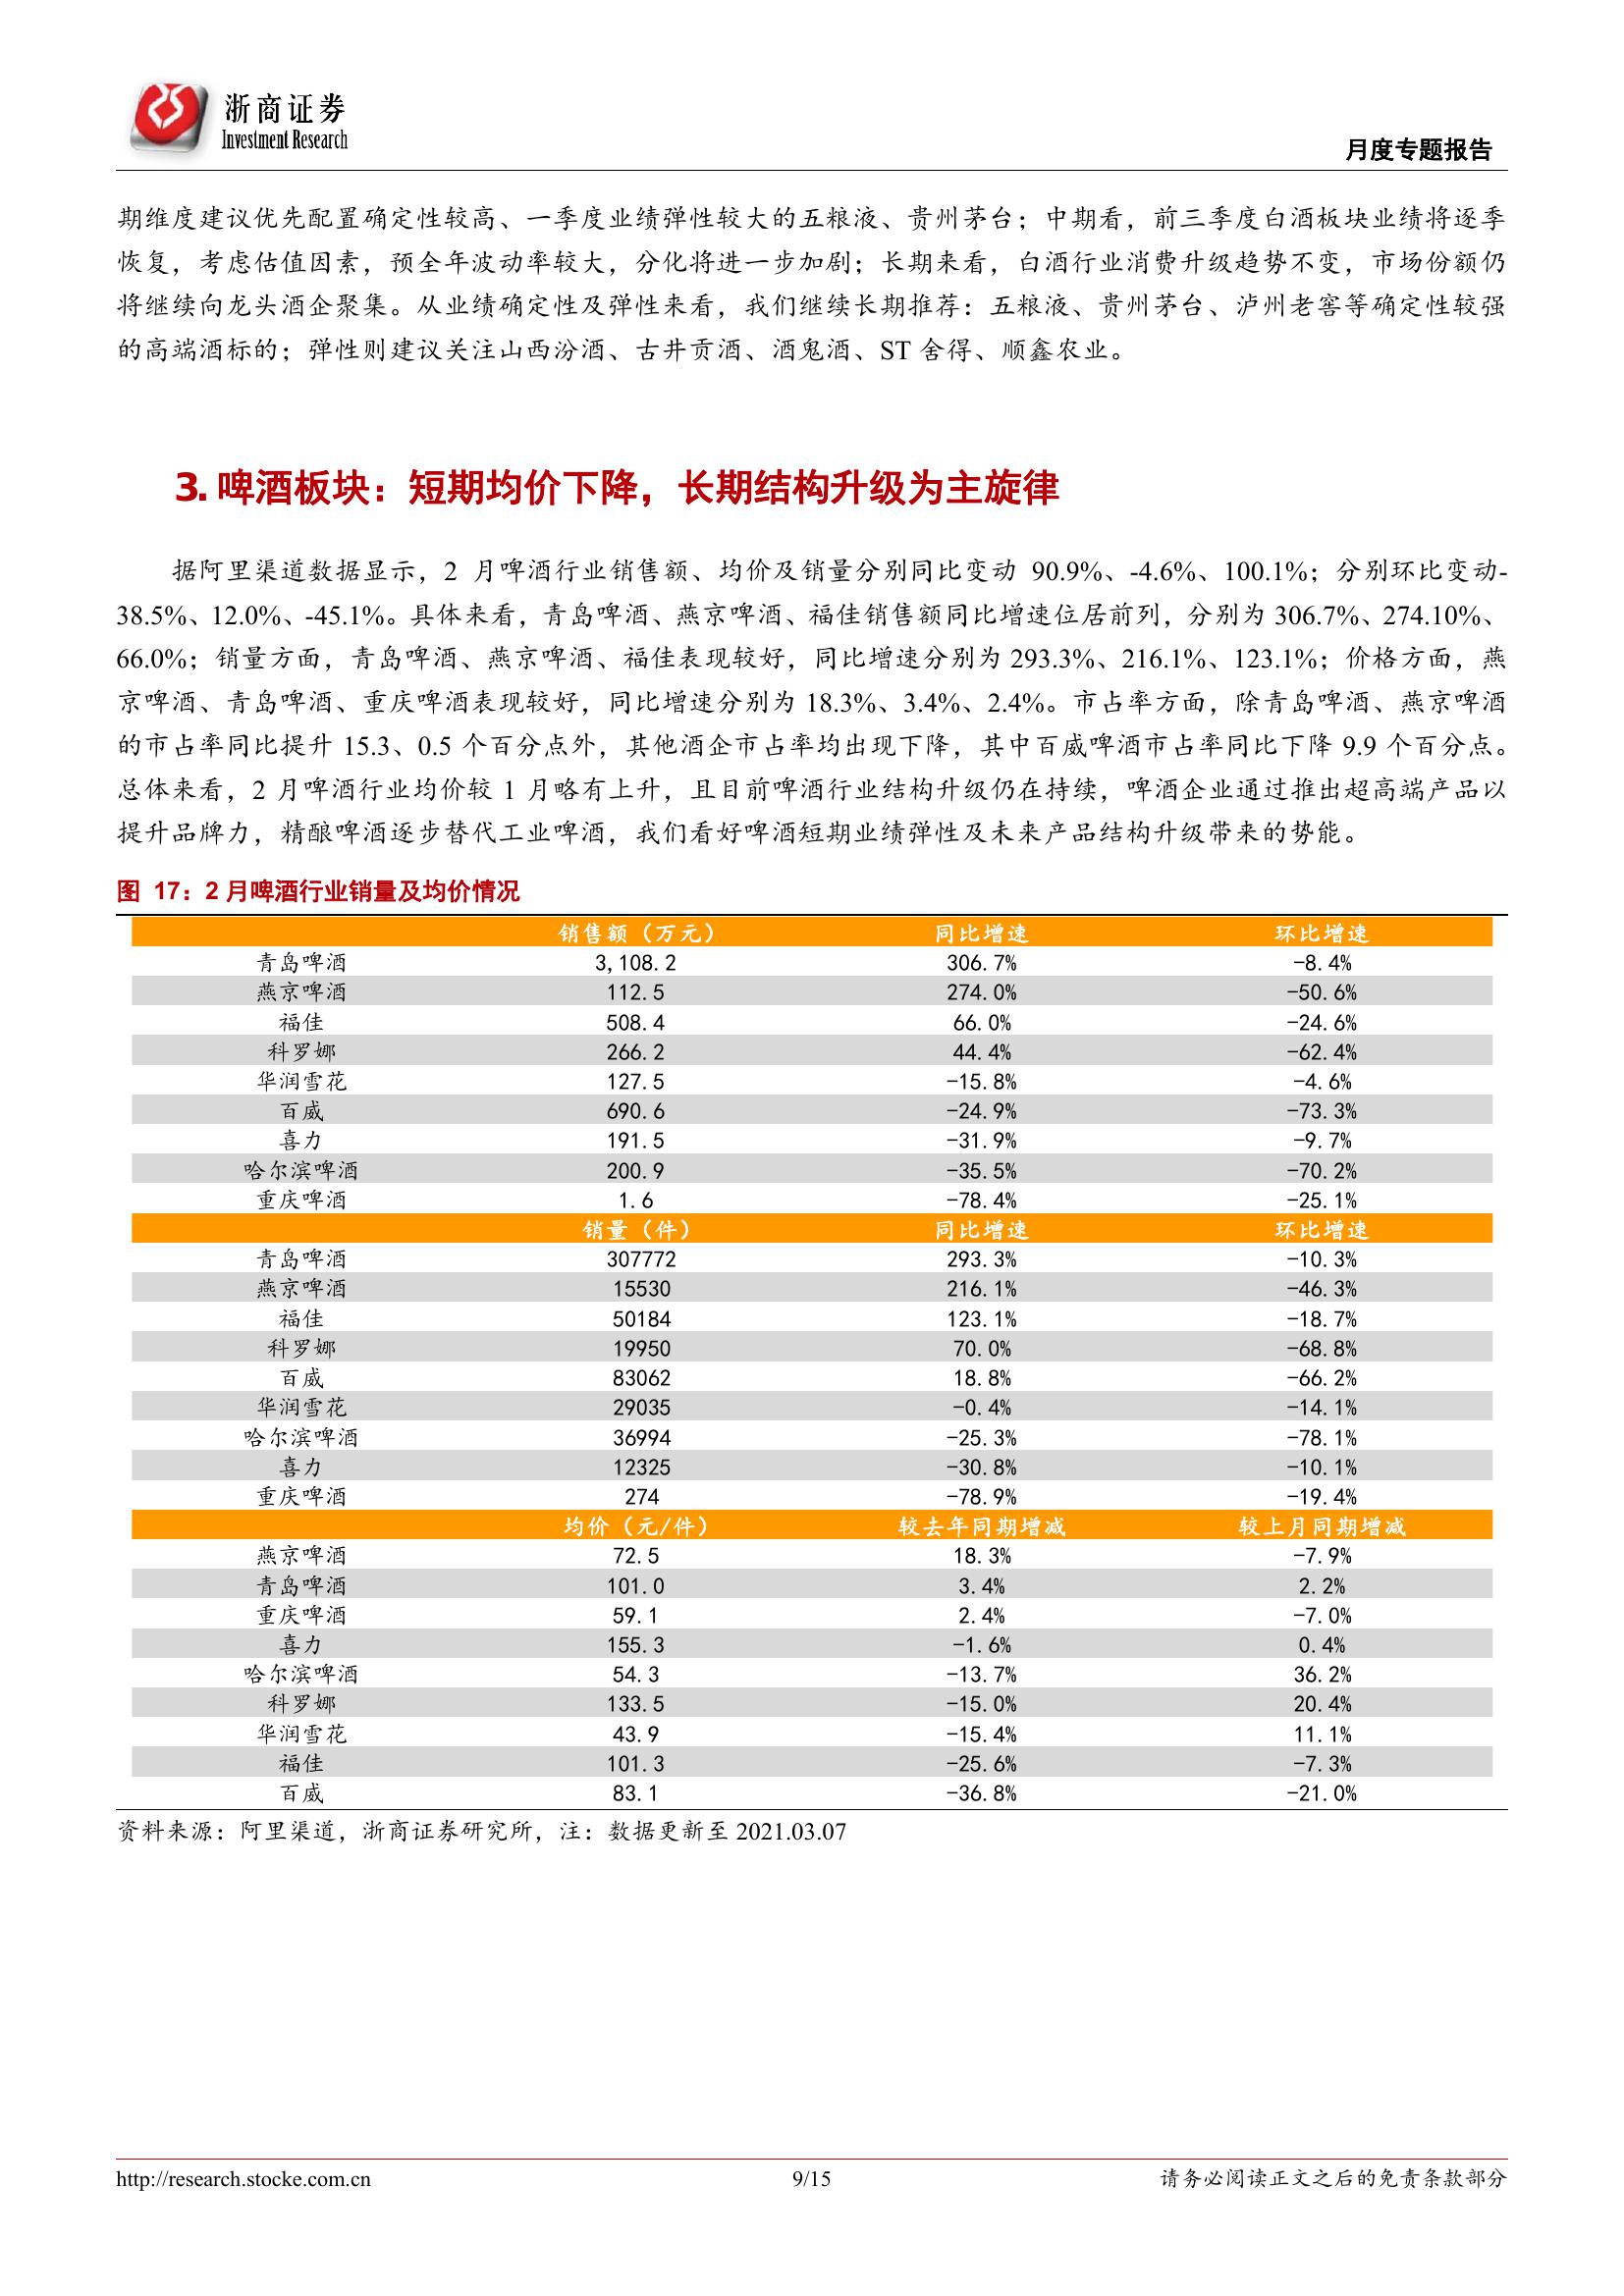 浙商证券
Investment Research
月度专题报告
期维度建议优先配置确定性较高、一季度业绩弹性较大的五粮液、贵州茅台；中期看，前三季度白酒板块业绩将逐季
恢复，考虑估值因素，预全年波动率较大，分化将进一步加剧；长期来看，白酒行业消费升级趋势不变，市场份额仍
将继续向龙头酒企聚集。从业绩确定性及弹性来看，我们继续长期推荐：五粮液、贵州茅台、泸州老窖等确定性较强
的高端酒标的；弹性则建议关注山西汾酒、古井贡酒、酒鬼酒、ST 舍得、顺鑫农业。
3. 啤酒板块：短期均价下降，长期结构升级为主旋律
据阿里渠道数据显示，2 月啤酒行业销售额、均价及销量分别同比变动 90.9%、-4.6%、100.1%；分别环比变动-
38.5%、12.0%、-45.1%。具体来看，青岛啤酒、燕京啤酒、福佳销售额同比增速位居前列，分别为 306.7%、274.10%、
66.0%；销量方面，青岛啤酒、燕京啤酒、福佳表现较好，同比增速分别为 293.3%、216.1%、123.1%；价格方面，燕
京啤酒、青岛啤酒、重庆啤酒表现较好，同比增速分别为 18.3%、3.4%、2.4%。市占率方面，除青岛啤酒、燕京啤酒
的市占率同比提升 15.3、0.5 个百分点外，其他酒企市占率均出现下降，其中百威啤酒市占率同比下降 9.9 个百分点。
总体来看，2 月啤酒行业均价较 1 月略有上升，且目前啤酒行业结构升级仍在持续，啤酒企业通过推出超高端产品以
提升品牌力，精酿啤酒逐步替代工业啤酒，我们看好啤酒短期业绩弹性及未来产品结构升级带来的势能。
图 17：2 月啤酒行业销量及均价情况
销售额（万元） 同比增速 环比增速
青岛啤酒 3,108.2 306.7% -8.4%
燕京啤酒 112.5 274.0% -50.6%
福佳 508.4 66.0% -24.6%
科罗娜 266.2 44.4% -62.4%
华润雪花 127.5 -15.8% -4.6%
百威 690.6 -24.9% -73.3%
喜力 191.5 -31.9% -9.7%
哈尔滨啤酒 200.9 -35.5% -70.2%
重庆啤酒 1.6 -78.4% -25.1%
销量（件） 同比增速 环比增速
青岛啤酒 307772 293.3% -10.3%
燕京啤酒 15530 216.1% -46.3%
福佳 50184 123.1% -18.7%
科罗娜 19950 70.0% -68.8%
百威 83062 18.8% -66.2%
华润雪花 29035 -0.4% -14.1%
哈尔滨啤酒 36994 -25.3% -78.1%
喜力 12325 -30.8% -10.1%
重庆啤酒 274 -78.9% -19.4%
均价（元/件） 较去年同期增减 较上月同期增减
燕京啤酒 72.5 18.3% -7.9%
青岛啤酒 101.0 3.4% 2.2%
重庆啤酒 59.1 2.4% -7.0%
喜力 155.3 -1.6% 0.4%
哈尔滨啤酒 54.3 -13.7% 36.2%
科罗娜 133.5 -15.0% 20.4%
华润雪花 43.9 -15.4% 11.1%
福佳 101.3 -25.6% -7.3%
百威 83.1 -36.8% -21.0%
资料来源：阿里渠道，浙商证券研究所，注：数据更新至 2021.03.07
http://research.stocke.com.cn 9/15 请务必阅读正文之后的免责条款部分